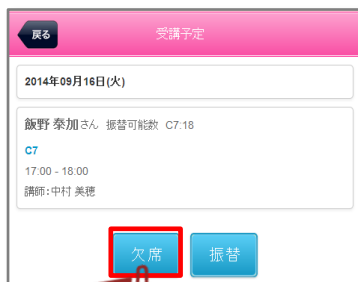 戻る
受講予定
2014年09月16日(火)
飯野 泰加さん 振替可能数 C7:18
C7
17:00 - 18:00
講師:中村 美穂
欠席
振替